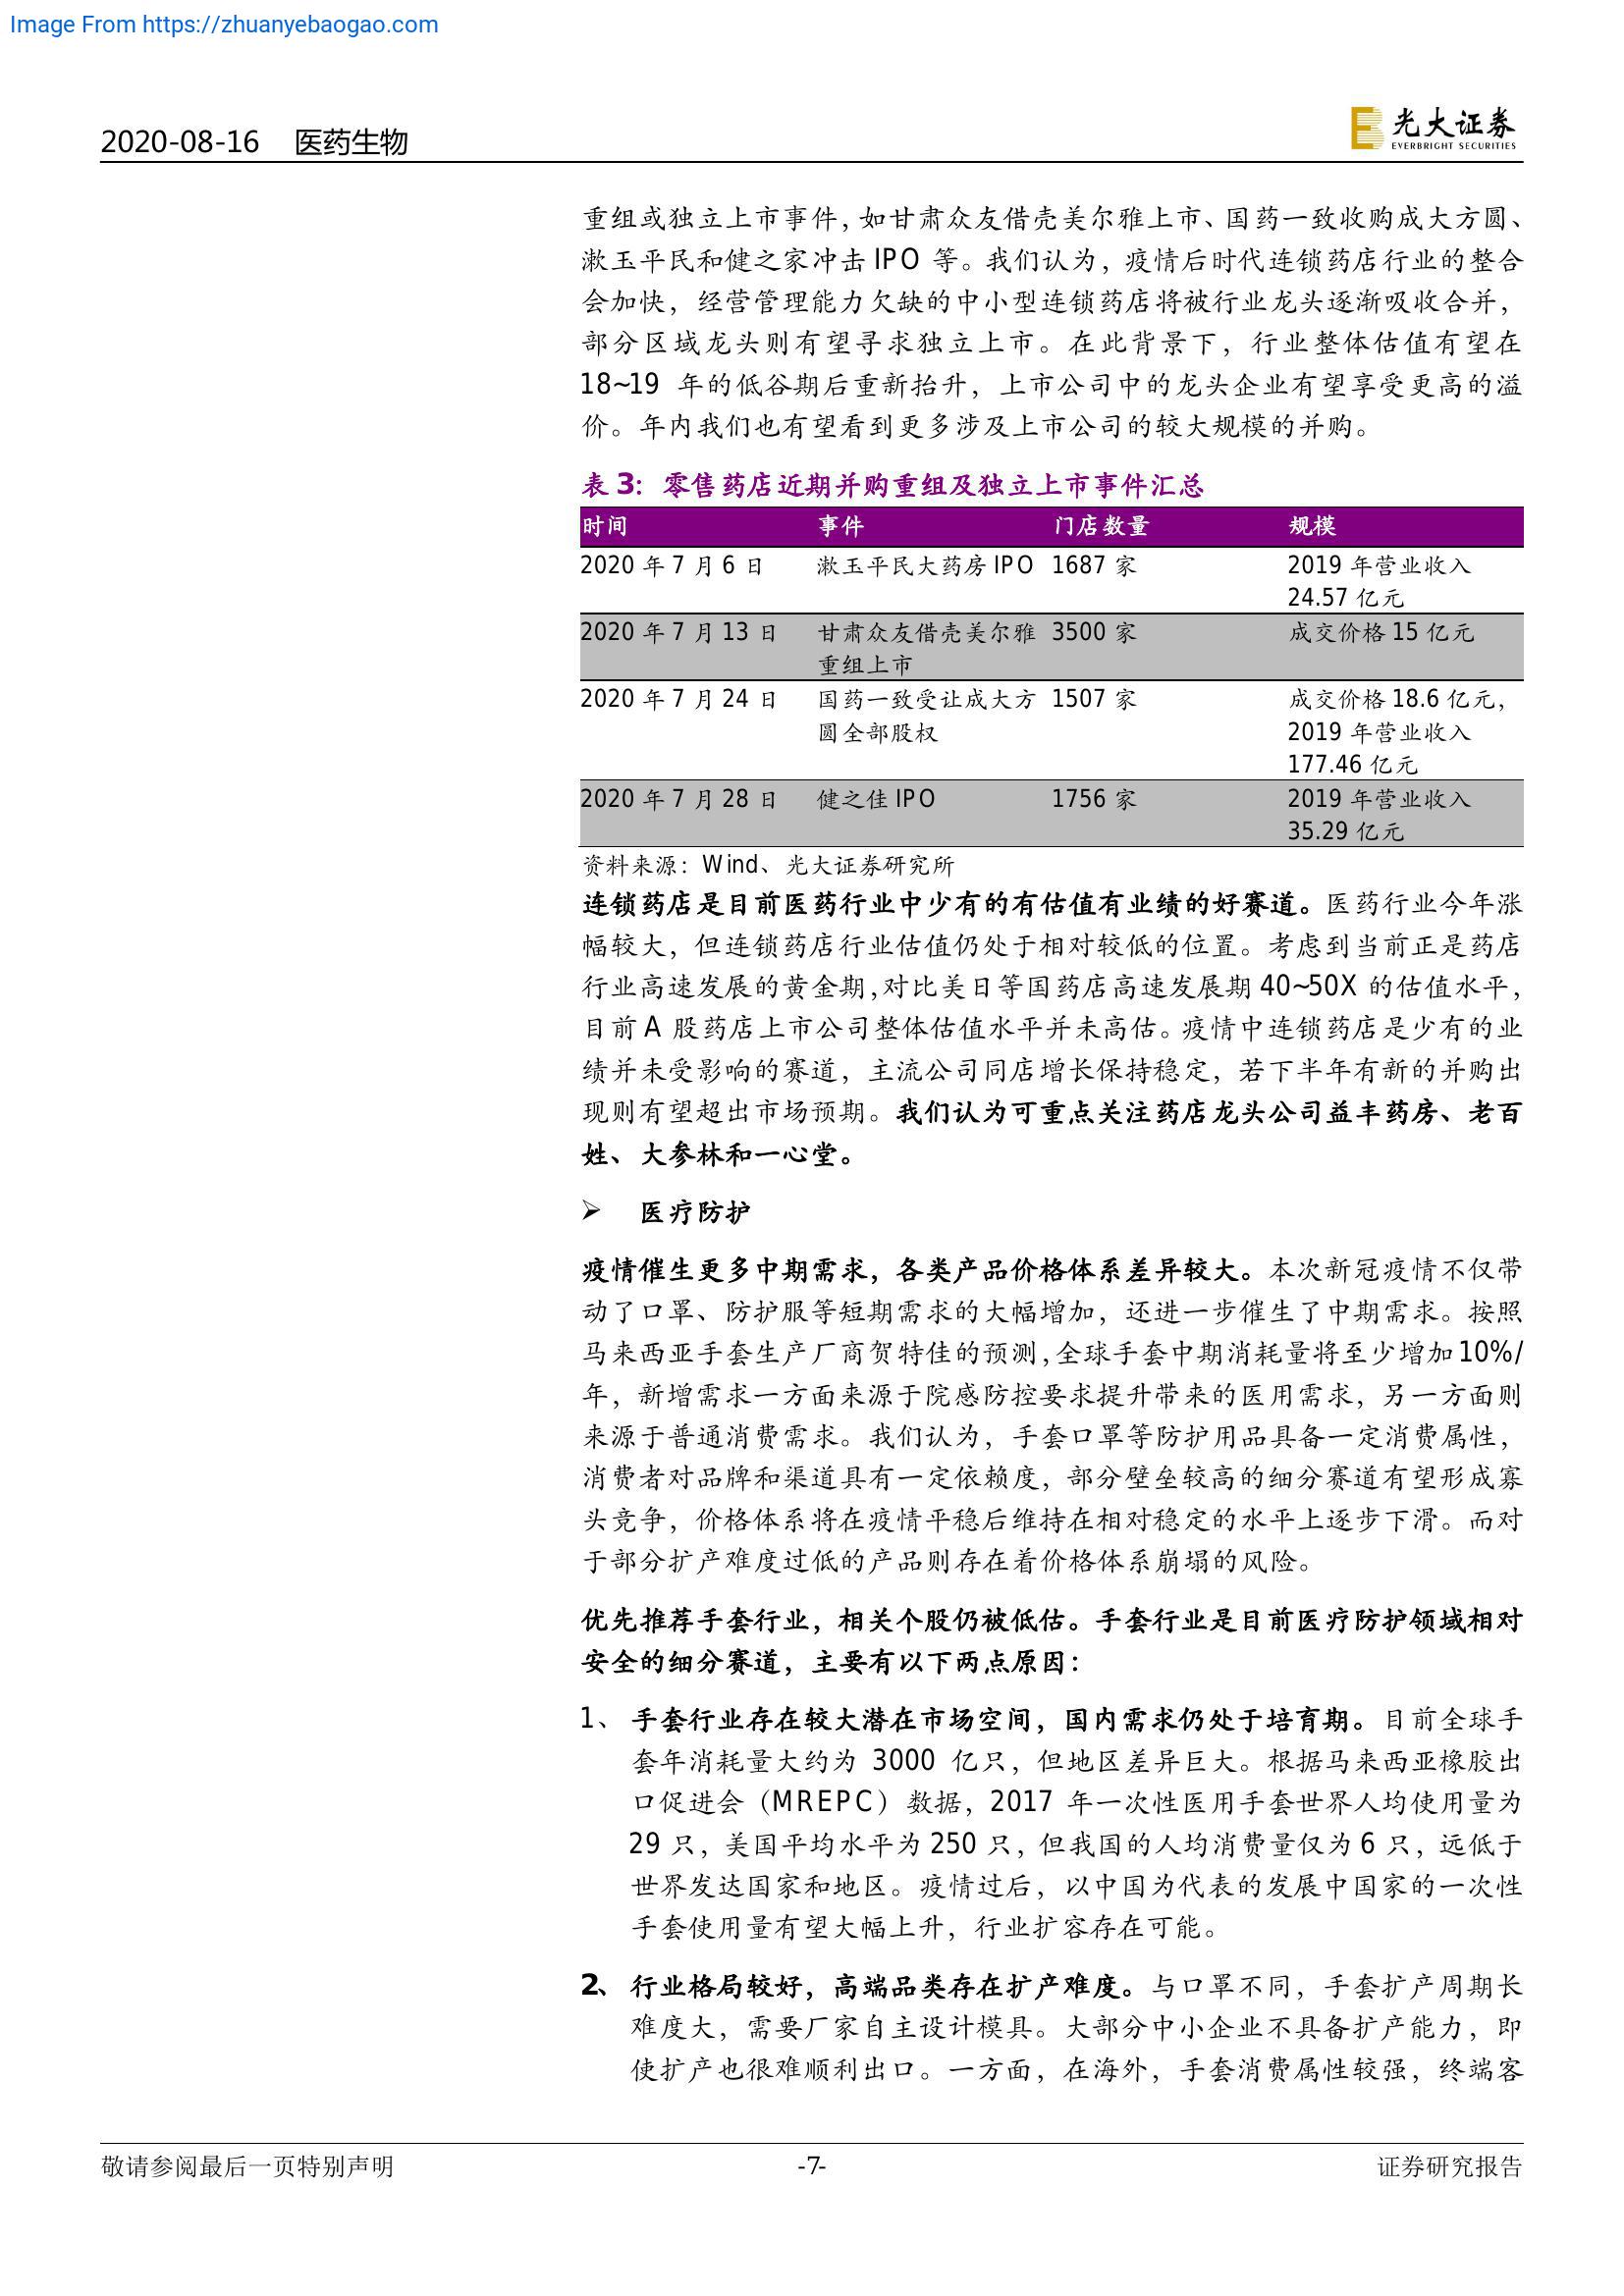 Image From https://zhuanyebaogao.com
2020-08-16 医药生物
光大证券
EVERBRIGHT SECURITIES
重组或独立上市事件，如甘肃众友借壳美尔雅上市、国药一致收购成大方圆、
漱玉平民和健之家冲击 IPO 等。我们认为，疫情后时代连锁药店行业的整合
会加快，经营管理能力欠缺的中小型连锁药店将被行业龙头逐渐吸收合并，
部分区域龙头则有望寻求独立上市。在此背景下，行业整体估值有望在
18~19 年的低谷期后重新抬升，上市公司中的龙头企业有望享受更高的溢
价。年内我们也有望看到更多涉及上市公司的较大规模的并购。
表 3：零售药店近期并购重组及独立上市事件汇总
时间 事件 门店数量 规模
2020 年 7 月 6 日 漱玉平民大药房 IPO 1687 家 2019 年营业收入
24.57 亿元
2020 年 7 月 13 日 甘肃众友借壳美尔雅 3500 家 成交价格 15 亿元
重组上市
2020 年 7 月 24 日 国药一致受让成大方 1507 家 成交价格 18.6 亿元，
圆全部股权 2019 年营业收入
177.46 亿元
2020 年 7 月 28 日 健之佳 IPO 1756 家 2019 年营业收入
35.29 亿元
资料来源：Wind、光大证券研究所
连锁药店是目前医药行业中少有的有估值有业绩的好赛道。医药行业今年涨
幅较大，但连锁药店行业估值仍处于相对较低的位置。考虑到当前正是药店
行业高速发展的黄金期，对比美日等国药店高速发展期 40~50X 的估值水平，
目前 A 股药店上市公司整体估值水平并未高估。疫情中连锁药店是少有的业
绩并未受影响的赛道，主流公司同店增长保持稳定，若下半年有新的并购出
现则有望超出市场预期。我们认为可重点关注药店龙头公司益丰药房、老百
姓、大参林和一心堂。
➢ 医疗防护
疫情催生更多中期需求，各类产品价格体系差异较大。本次新冠疫情不仅带
动了口罩、防护服等短期需求的大幅增加，还进一步催生了中期需求。按照
马来西亚手套生产厂商贺特佳的预测，全球手套中期消耗量将至少增加 10%/
年，新增需求一方面来源于院感防控要求提升带来的医用需求，另一方面则
来源于普通消费需求。我们认为，手套口罩等防护用品具备一定消费属性，
消费者对品牌和渠道具有一定依赖度，部分壁垒较高的细分赛道有望形成寡
头竞争，价格体系将在疫情平稳后维持在相对稳定的水平上逐步下滑。而对
于部分扩产难度过低的产品则存在着价格体系崩塌的风险。
优先推荐手套行业，相关个股仍被低估。手套行业是目前医疗防护领域相对
安全的细分赛道，主要有以下两点原因：
1、 手套行业存在较大潜在市场空间，国内需求仍处于培育期。目前全球手
套年消耗量大约为 3000 亿只，但地区差异巨大。根据马来西亚橡胶出
口促进会（MREPC）数据，2017 年一次性医用手套世界人均使用量为
29 只，美国平均水平为 250 只，但我国的人均消费量仅为 6 只，远低于
世界发达国家和地区。疫情过后，以中国为代表的发展中国家的一次性
手套使用量有望大幅上升，行业扩容存在可能。
2、 行业格局较好，高端品类存在扩产难度。与口罩不同，手套扩产周期长
难度大，需要厂家自主设计模具。大部分中小企业不具备扩产能力，即
使扩产也很难顺利出口。一方面，在海外，手套消费属性较强，终端客
敬请参阅最后一页特别声明 -7- 证券研究报告